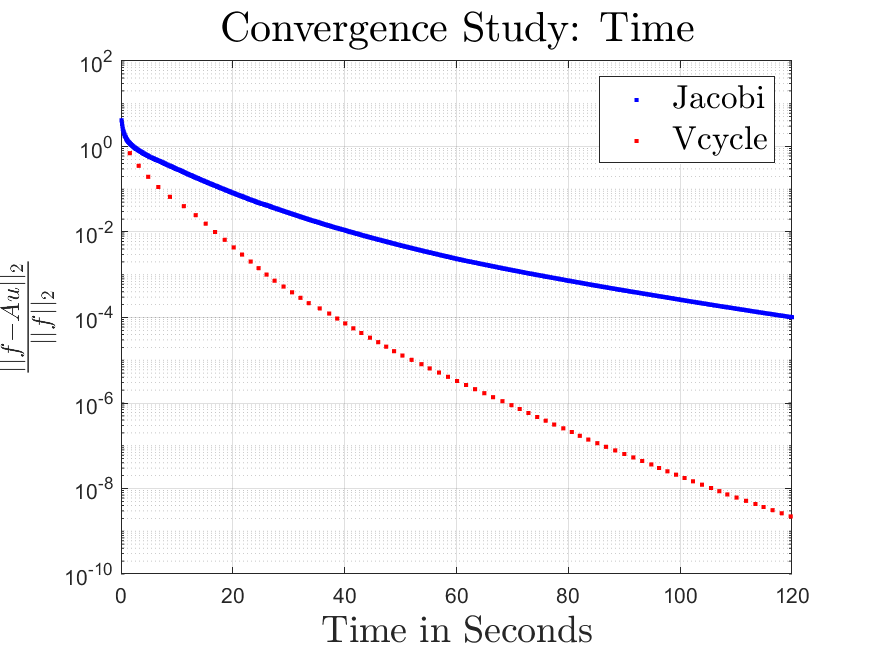 Convergence Study: Time
10^2
10^0
10^-2
10^-4
10^-6
10^-8
10^-10
||f-Au||_2
||f||_2
Jacobi
Vcycle
0 20 40 60 80 100 120
Time in Seconds